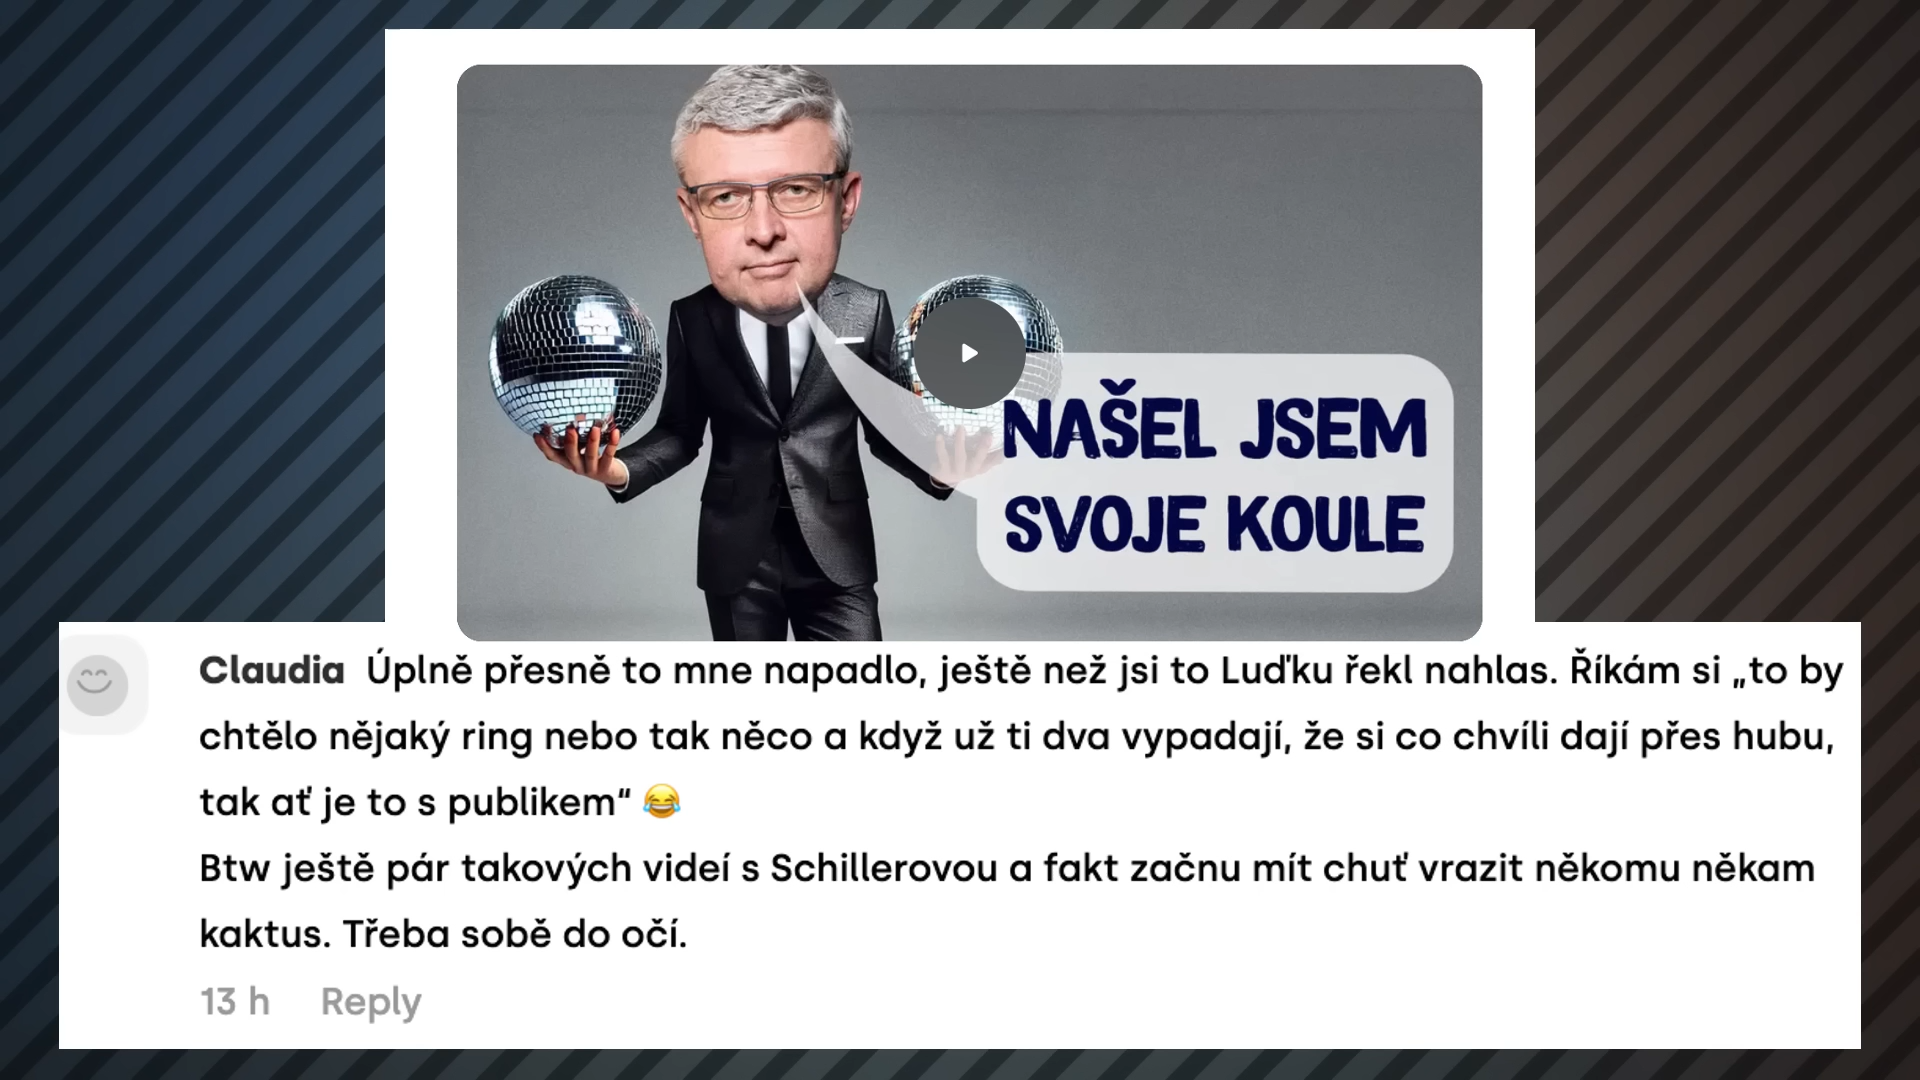 NAŠEL JSEM
SVOJE KOULE
Claudia Úplně přesně to mne napadlo, ještě než jsi to Luďku řekl nahlas. Říkám si „to by
chtělo nějaký ring nebo tak něco a když už ti dva vypadají, že si co chvíli dají přes hubu,
tak ať je to s publikem“ 😂
Btw ještě pár takových videí s Schillerovou a fakt začnu mít chuť vrazit někomu někam
kaktus. Třeba sobě do očí.
13 h Reply